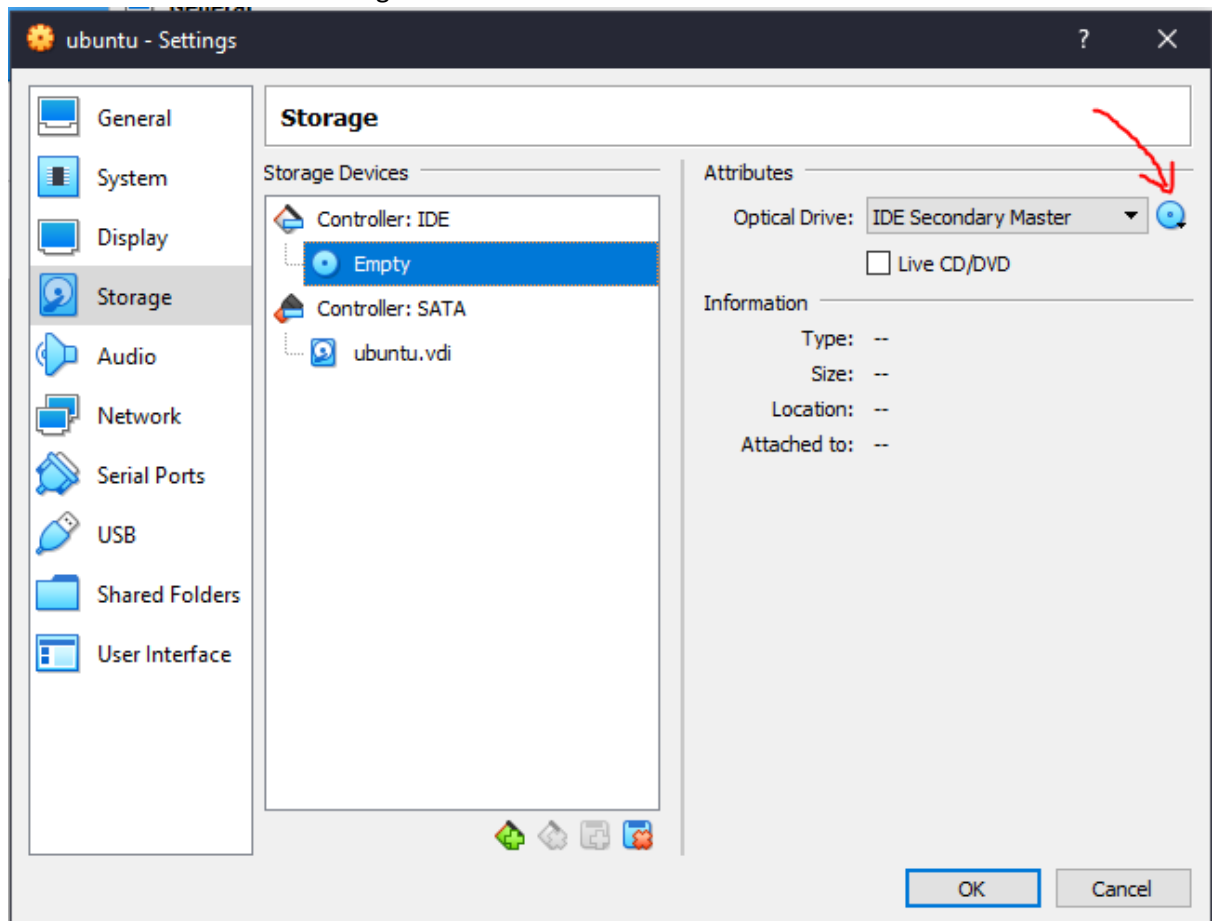 General
ubuntu - Settings
?
General
System
Display
Storage
Audio
Network
Serial Ports
USB
Shared Folders
User Interface
Storage
Storage Devices
Controller: IDE
Empty
Controller: SATA
ubuntu.vdi
Attributes
Optical Drive: IDE Secondary Master
Live CD/DVD
Information
Type: --
Size: --
Location: --
Attached to: --
OK Cancel